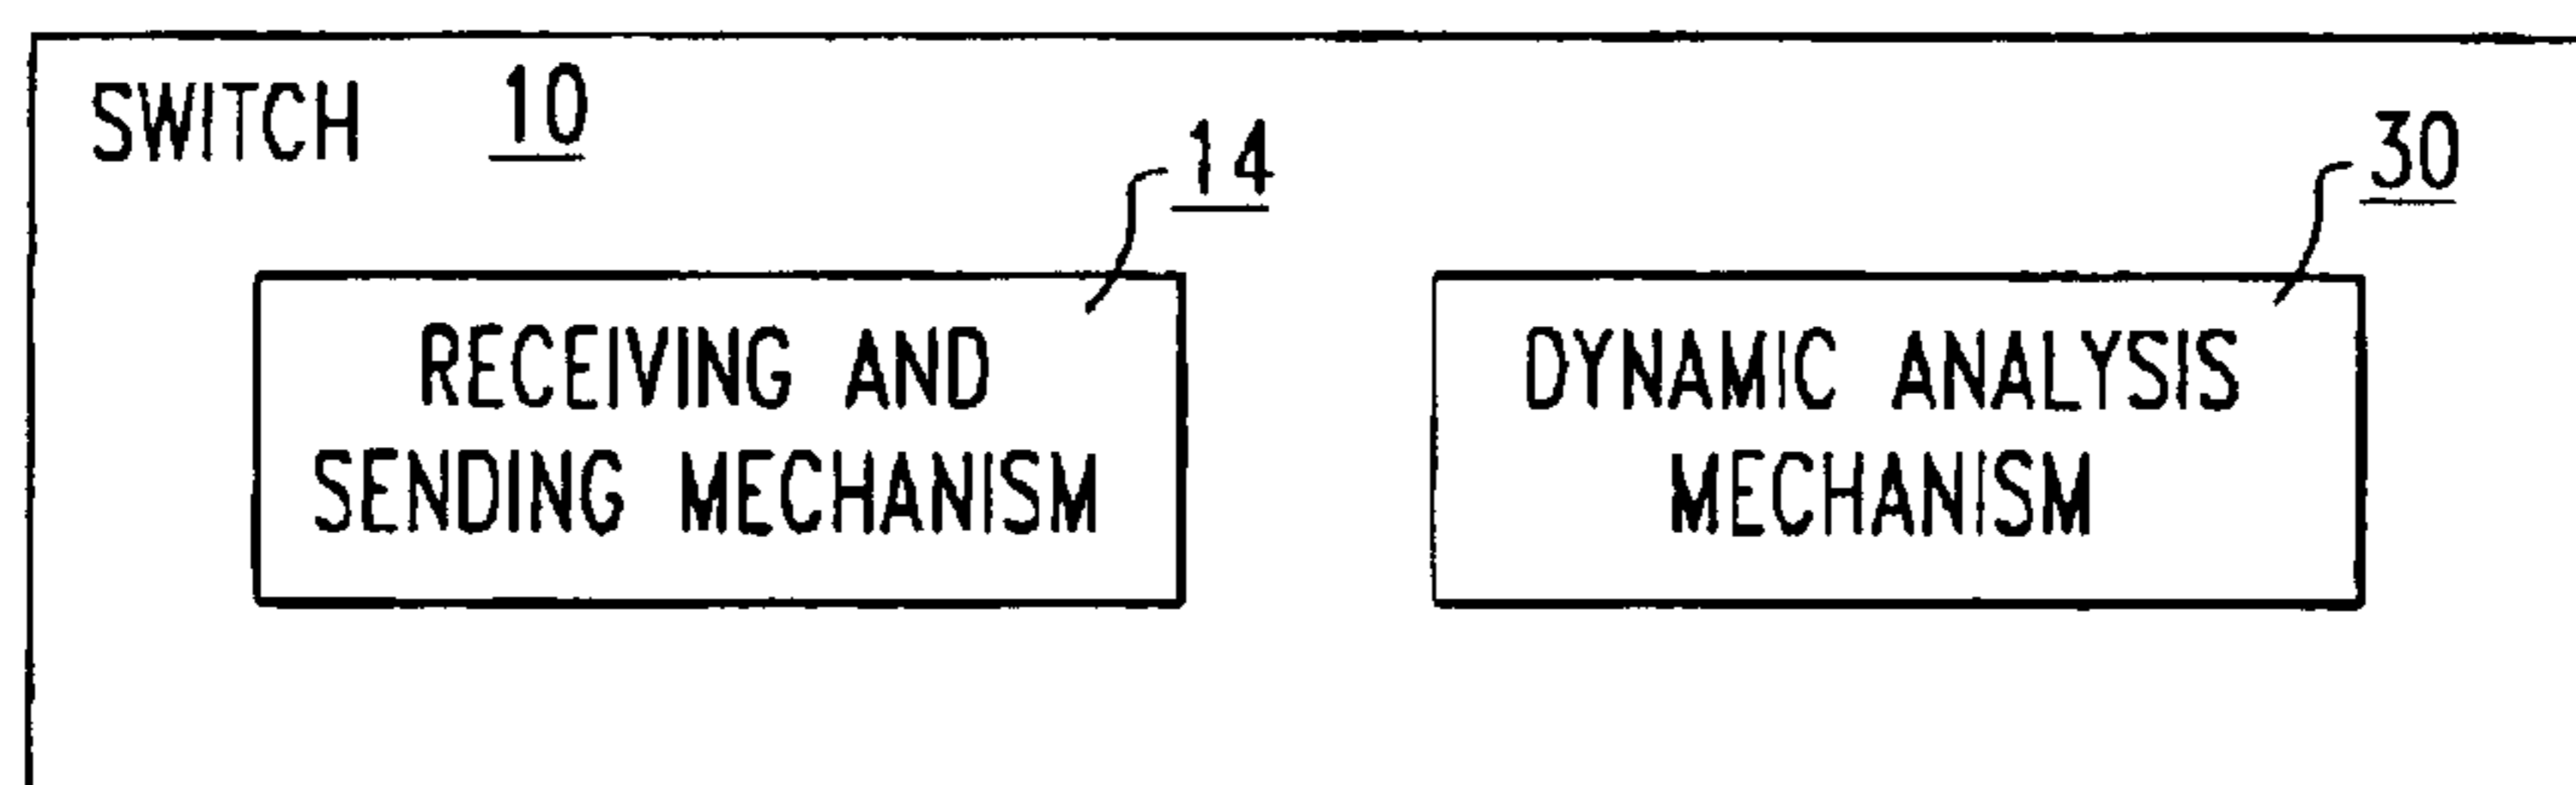 SWITCH 10
14
30
RECEIVING AND
SENDING MECHANISM
DYNAMIC ANALYSIS
MECHANISM